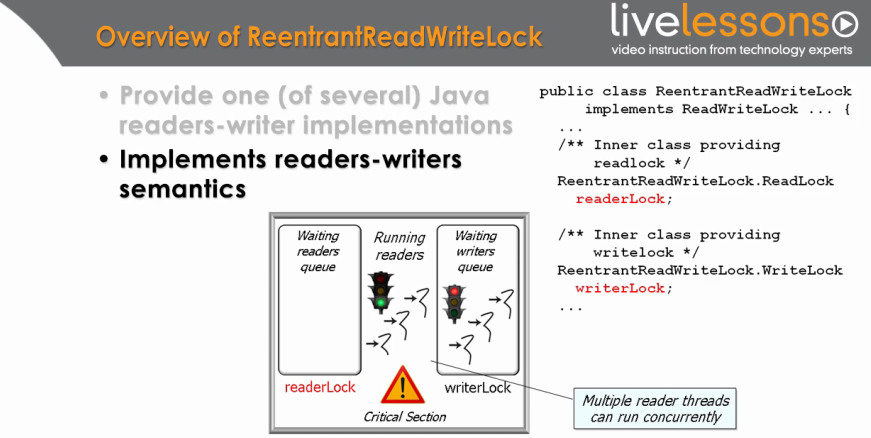 Overview of ReentrantReadWriteLock
livelessons
video instruction from technology experts
• Provide one (of several) Java
readers-writer implementations
• Implements readers-writers
semantics
public class ReentrantReadWriteLock
implements ReadWriteLock ... {
...
/** Inner class providing
readlock */
ReentrantReadWriteLock.ReadLock
readerLock;
/** Inner class providing
writelock */
ReentrantReadWriteLock.WriteLock
writerLock;
...
Waiting
readers
queue
Running
readers
Waiting
writers
queue
readerLock
writerLock
Critical Section
Multiple reader threads
can run concurrently